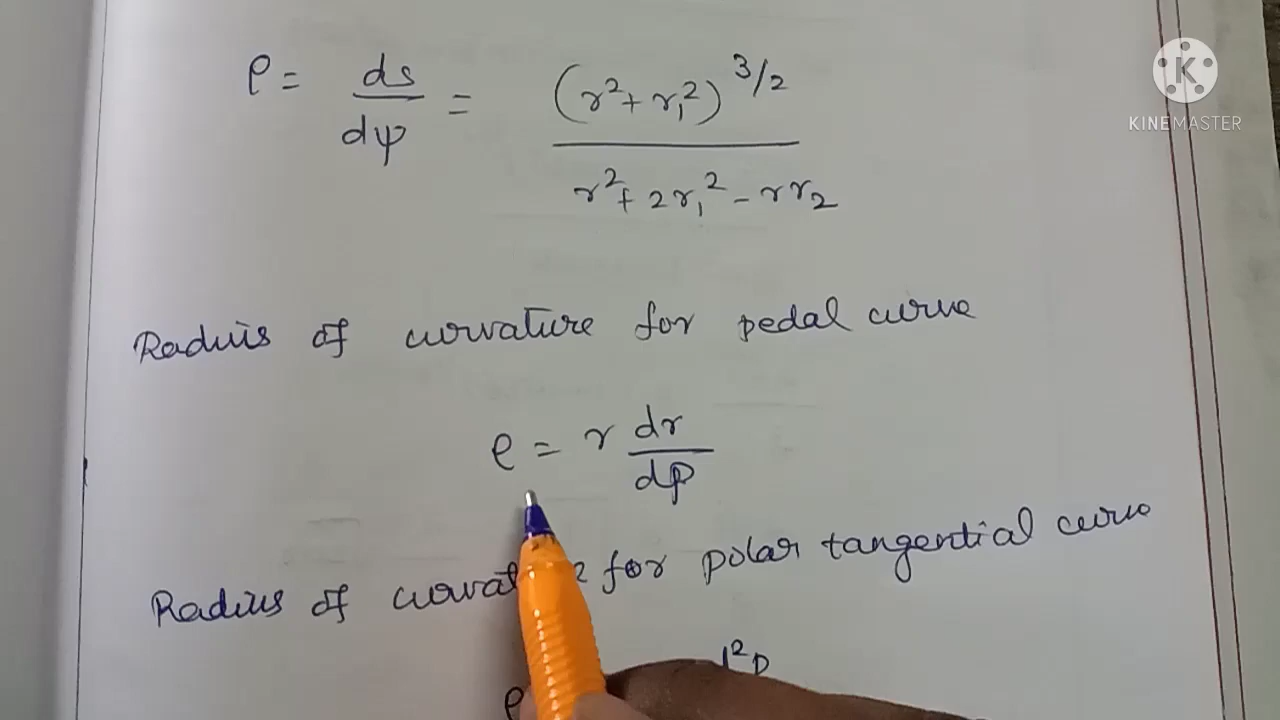 ρ = ds/dψ = (r² + r₁²)^3/2 / r² + 2r₁² - rr₂
K
KINEMASTER
Radius of curvature for pedal curve
ρ = r dr/dp
Radius of for polar tangential curve
ρ d²p